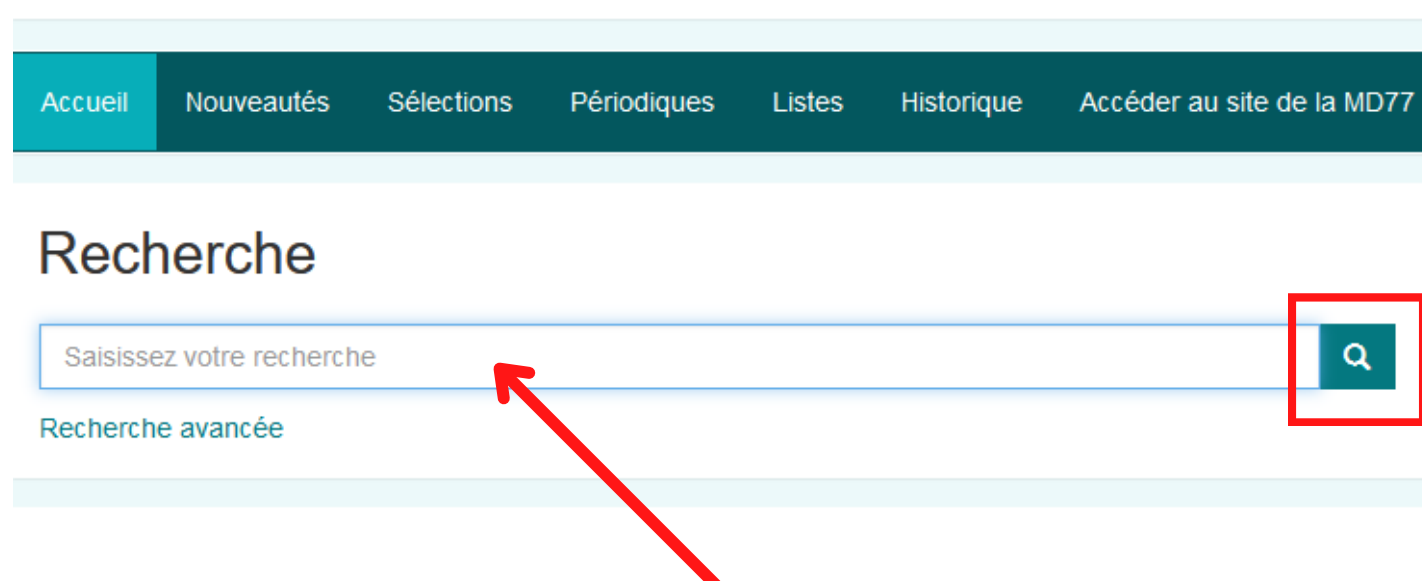 Accueil Nouveautés Sélections Périodiques Listes Historique Accéder au site de la MD77
Recherche
Saisissez votre recherche
Recherche avancée